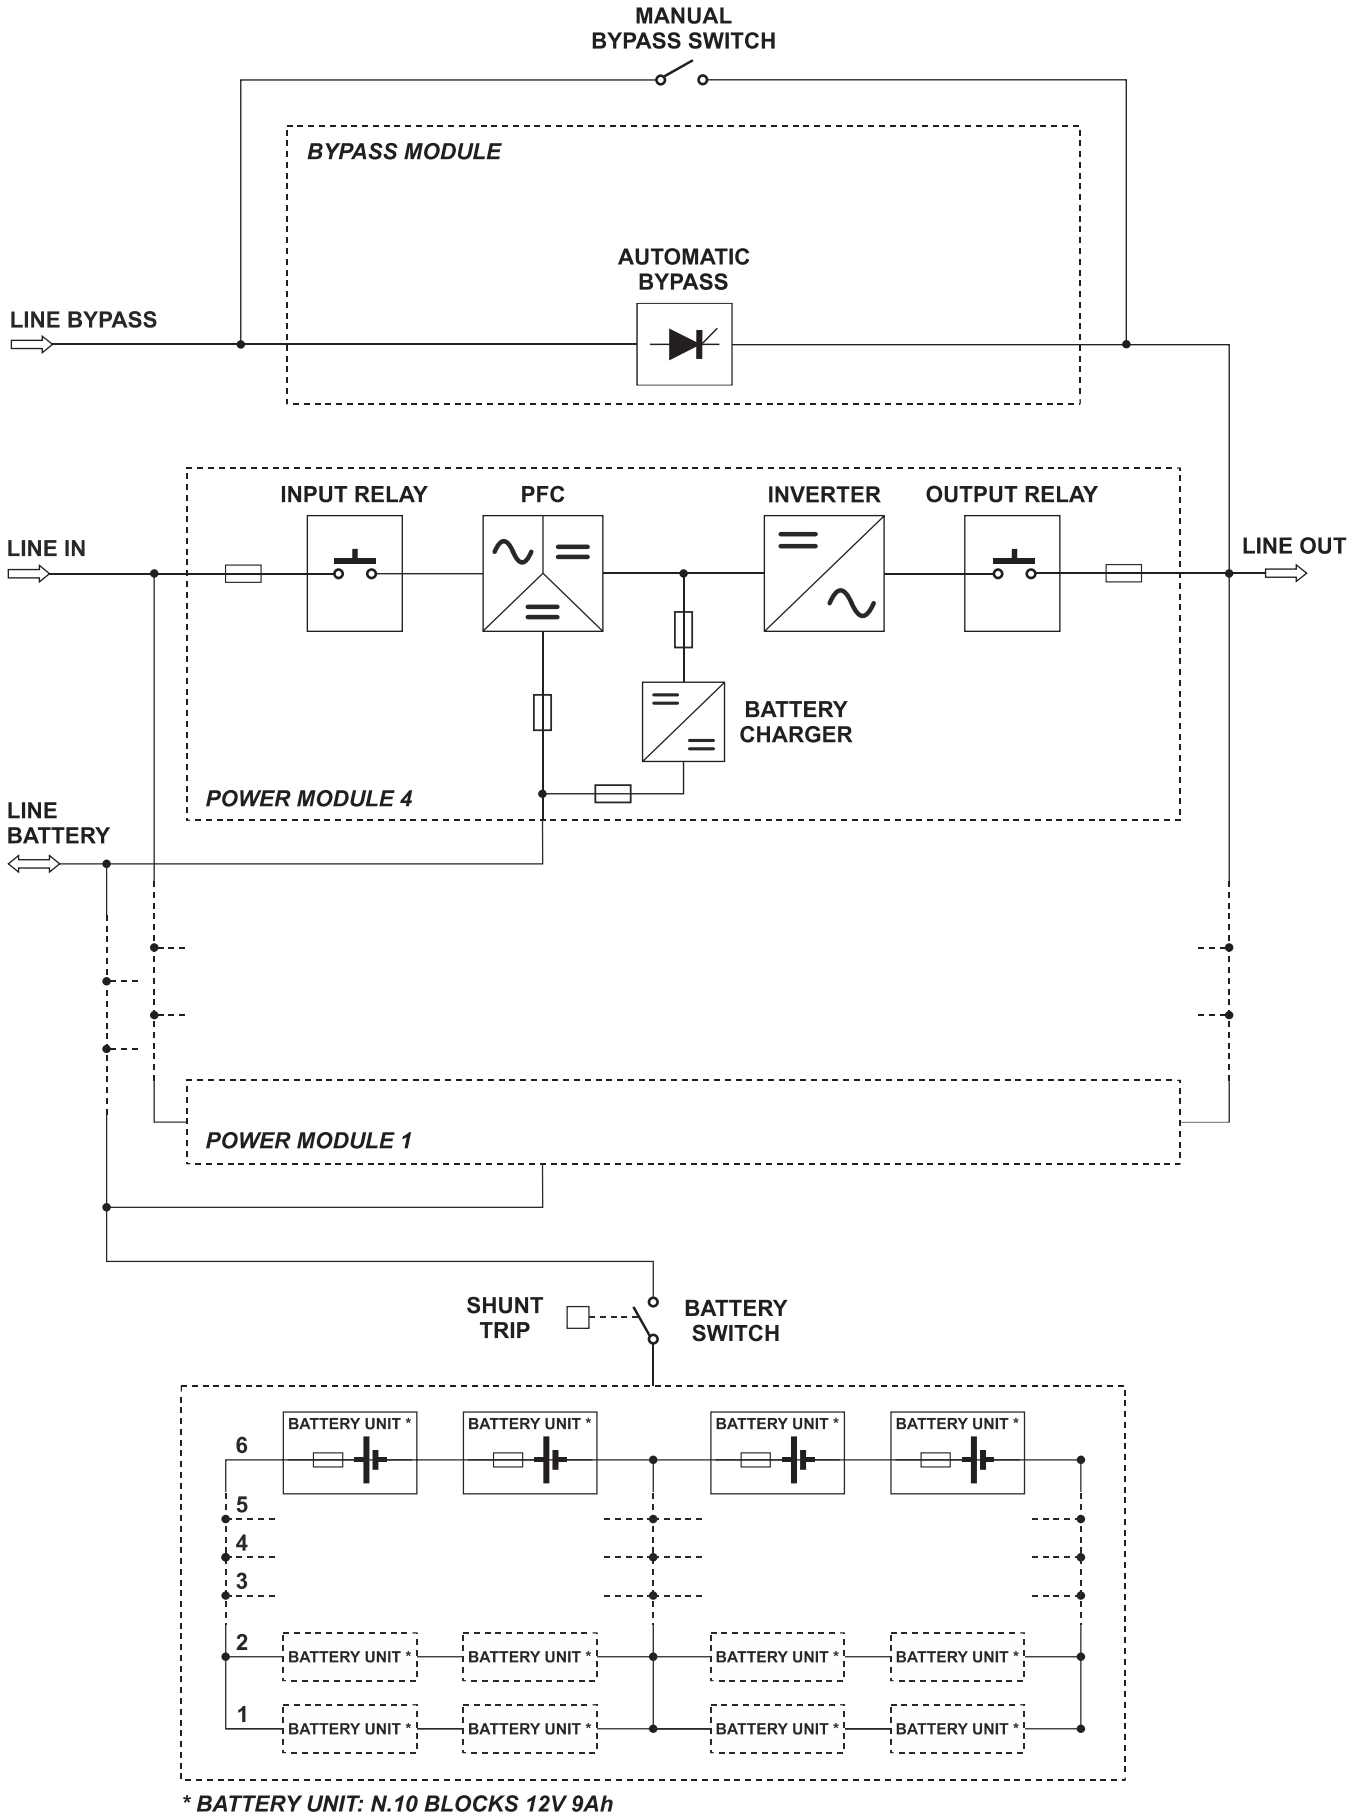 MANUAL
BYPASS SWITCH
BYPASS MODULE
AUTOMATIC
BYPASS
LINE BYPASS
INPUT RELAY
PFC
INVERTER
OUTPUT RELAY
LINE IN
LINE OUT
BATTERY
CHARGER
POWER MODULE 4
LINE
BATTERY
POWER MODULE 1
SHUNT
TRIP
BATTERY
SWITCH
BATTERY UNIT *
BATTERY UNIT *
BATTERY UNIT *
BATTERY UNIT *
6
5
4
3
2
BATTERY UNIT *
BATTERY UNIT *
BATTERY UNIT *
BATTERY UNIT *
1
BATTERY UNIT *
BATTERY UNIT *
BATTERY UNIT *
BATTERY UNIT *
* BATTERY UNIT: N.10 BLOCKS 12V 9Ah